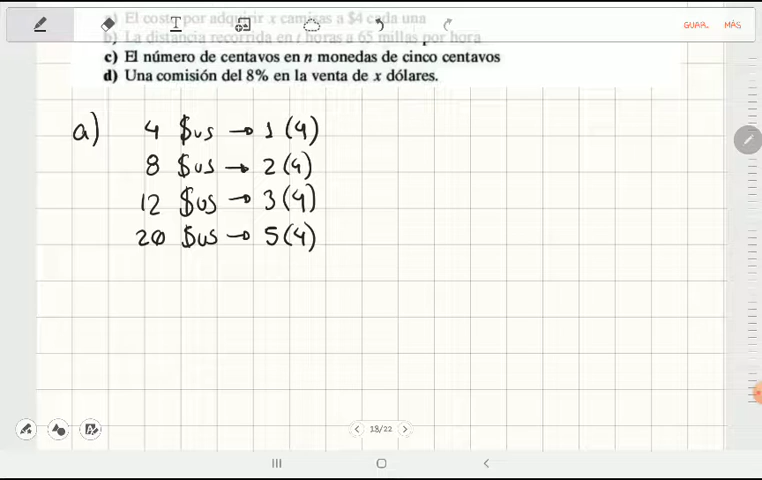 GUAR. MÁS
a) El costo por adquirir x camisas a $4 cada una
b) La distancia recorrida en t horas a 65 millas por hora
c) El número de centavos en n monedas de cinco centavos
d) Una comisión del 8% en la venta de x dólares.
a) 4 $us → 1 (4)
8 $us → 2 (4)
12 $us → 3 (4)
20 $us → 5 (4)
18/22